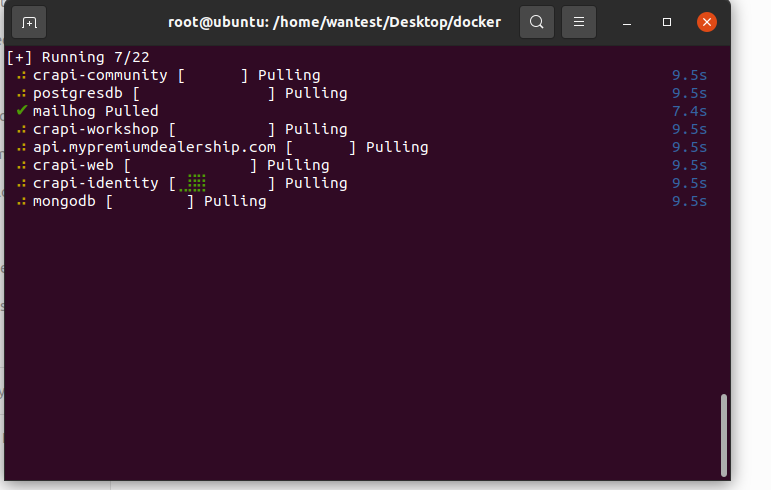 root@ubuntu: /home/wantest/Desktop/docker
[+] Running 7/22
crapi-community [ ] Pulling 9.5s
postgresdb [ ] Pulling 9.5s
✔ mailhog Pulled 7.4s
crapi-workshop [ ] Pulling 9.5s
api.mypremiumdealership.com [ ] Pulling 9.5s
crapi-web [ ] Pulling 9.5s
crapi-identity [⣀⣿⣿ ] Pulling 9.5s
mongodb [ ] Pulling 9.5s